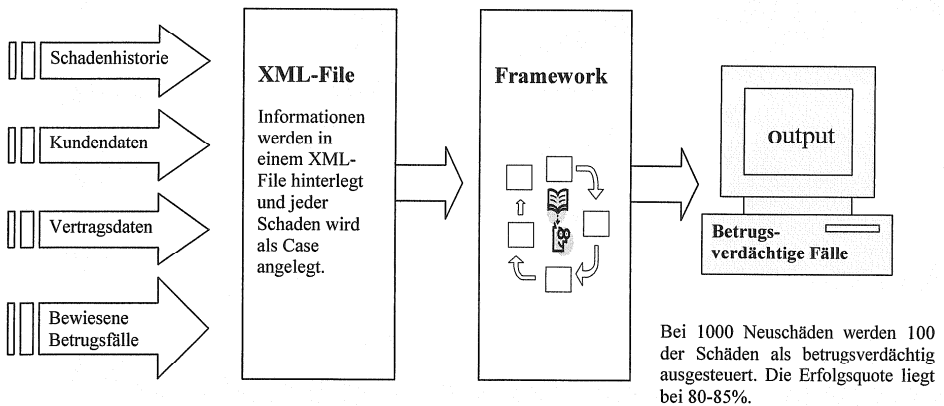 Schadenhistorie
Kundendaten
Vertragsdaten
Bewiesene
Betrugsfälle
XML-File
Informationen
werden in
einem XML-
File hinterlegt
und jeder
Schaden wird
als Case
angelegt.
Framework
output
Betrugs-
verdächtige Fälle
Bei 1000 Neuschäden werden 100
der Schäden als betrugsverdächtig
ausgesteuert. Die Erfolgsquote liegt
bei 80-85%.